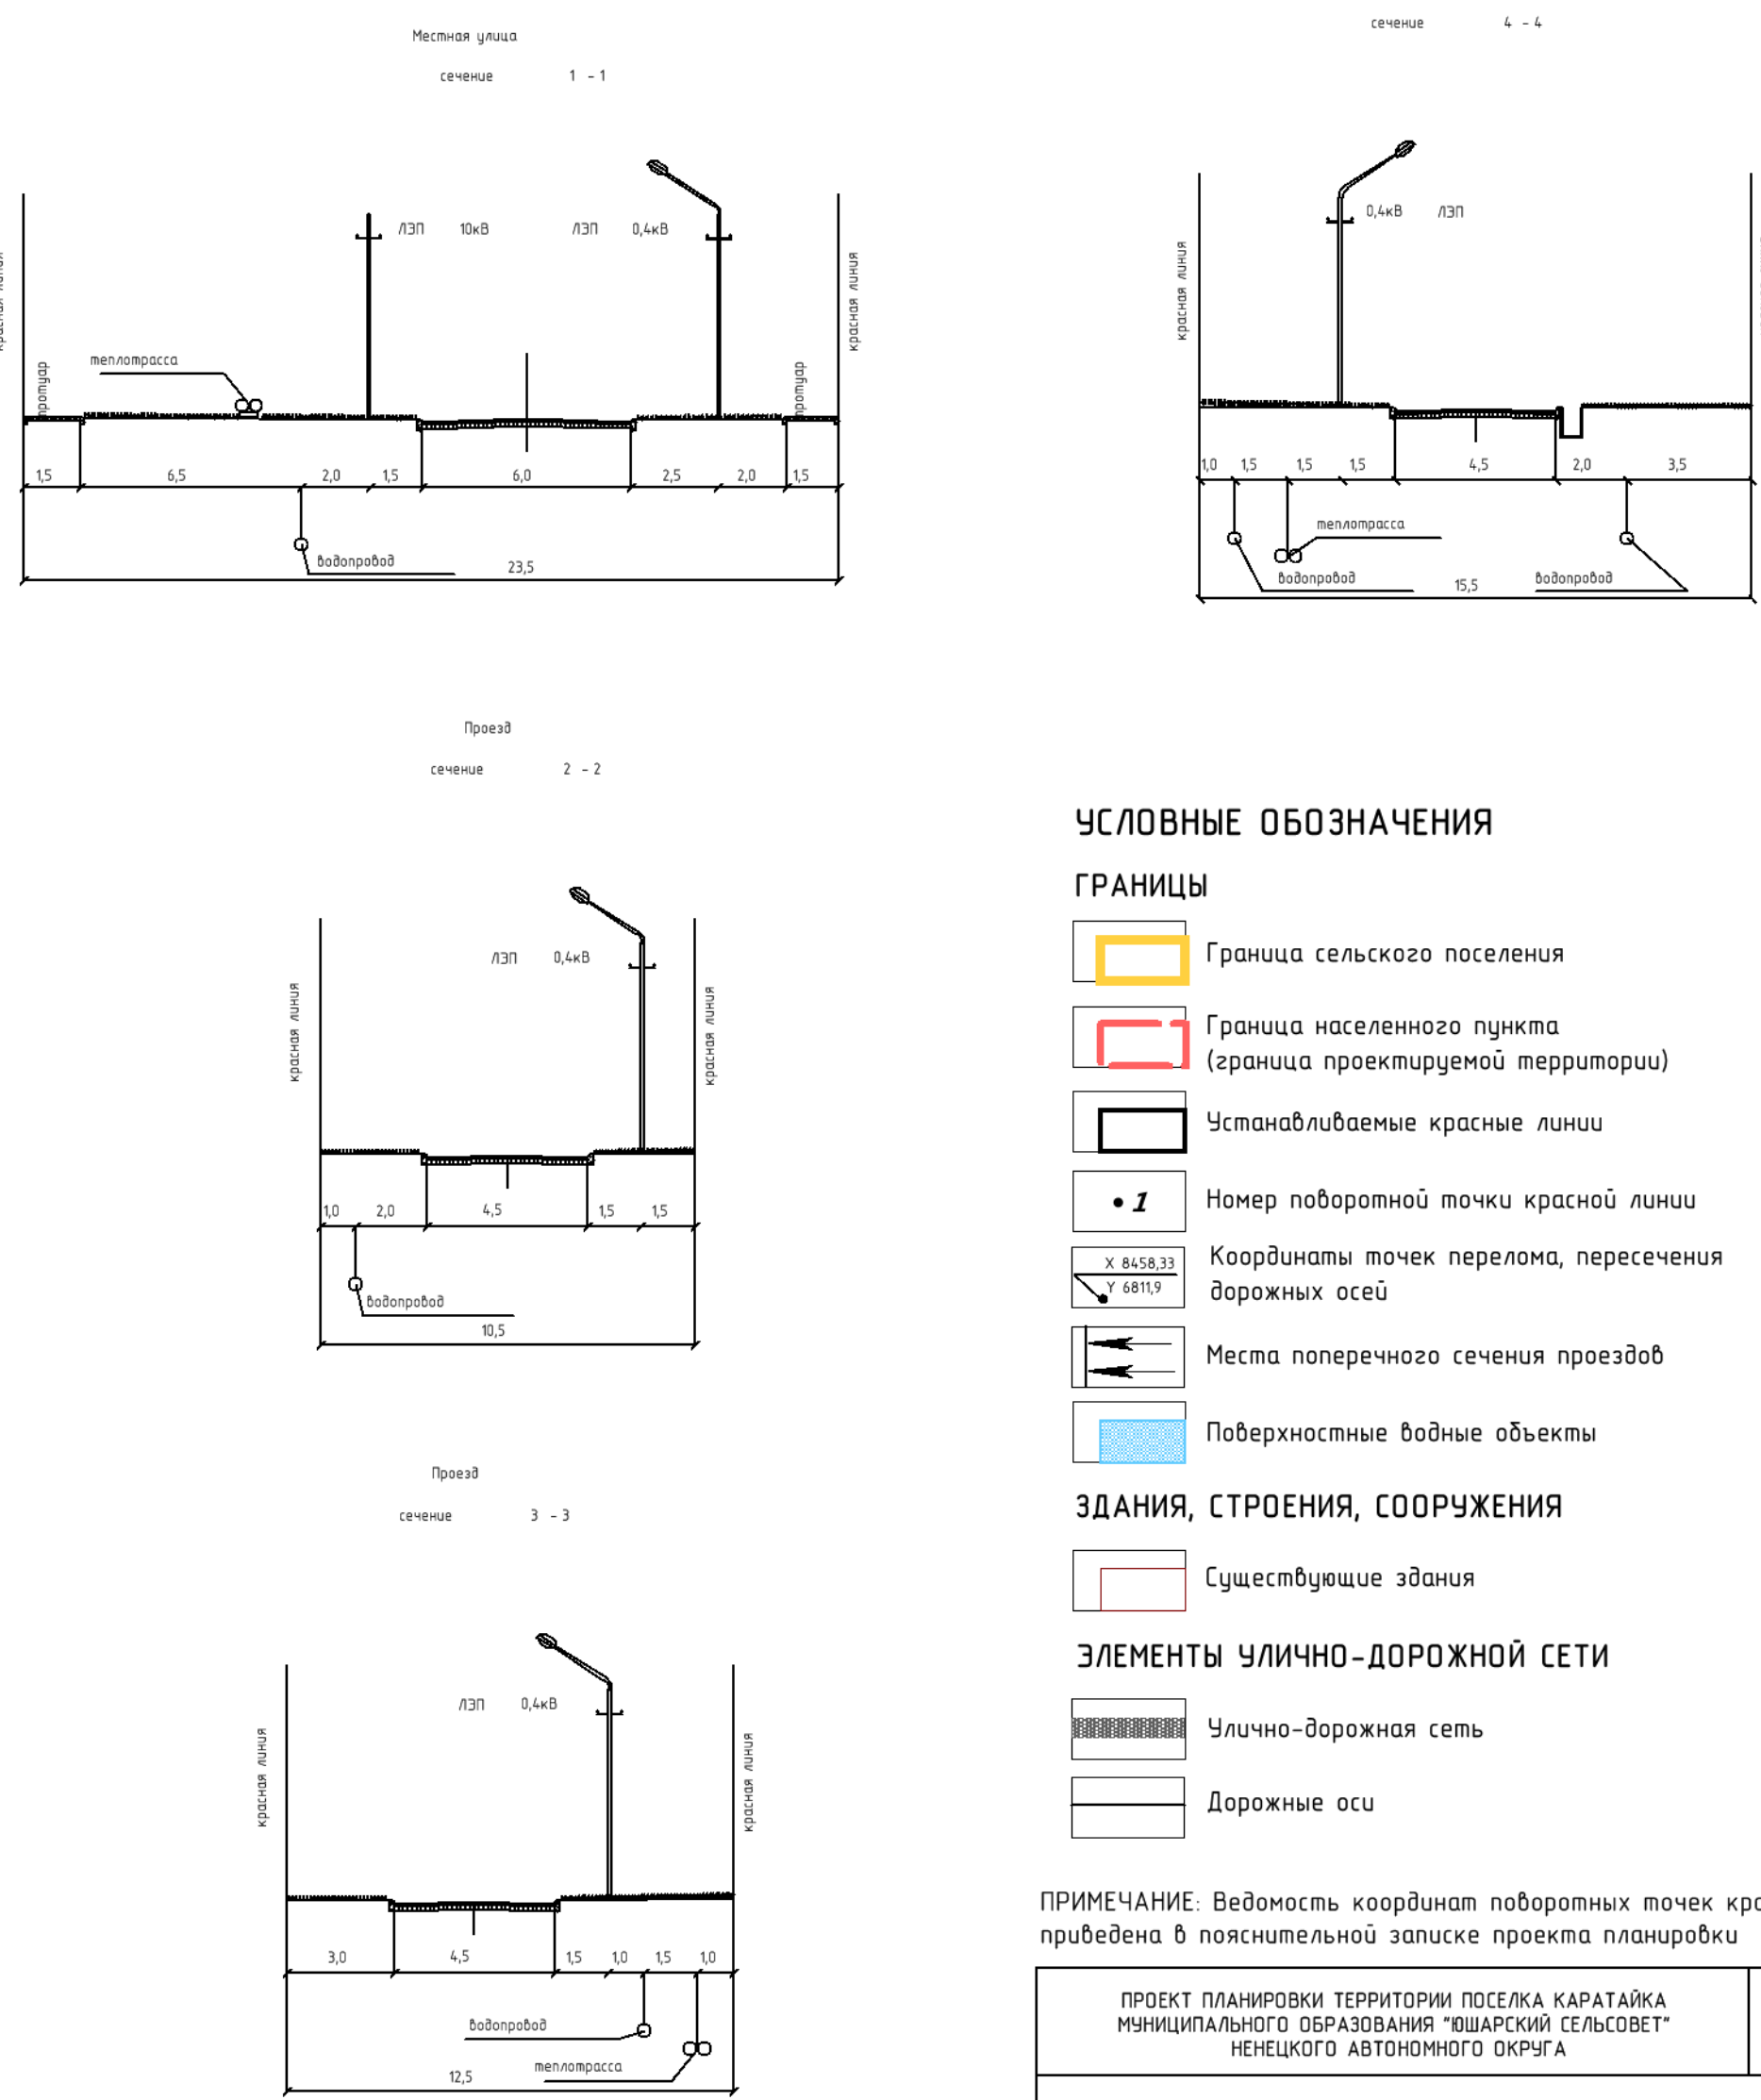 Местная улица
сечение 1 - 1
ЛЭП 10кВ ЛЭП 0,4кВ
красная линия
красная линия
теплотрасса
тротуар
тротуар
1,5 6,5 2,0 1,5 6,0 2,5 2,0 1,5
водопровод
23,5
сечение 4 - 4
0,4кВ ЛЭП
красная линия
1,0 1,5 1,5 1,5 4,5 2,0 3,5
теплотрасса
водопровод
15,5
водопровод
Проезд
сечение 2 - 2
ЛЭП 0,4кВ
красная линия
красная линия
1,0 2,0 4,5 1,5 1,5
водопровод
10,5
Проезд
сечение 3 - 3
ЛЭП 0,4кВ
красная линия
красная линия
3,0 4,5 1,5 1,0 1,5 1,0
водопровод
теплотрасса
12,5
УСЛОВНЫЕ ОБОЗНАЧЕНИЯ
ГРАНИЦЫ
Граница сельского поселения
Граница населенного пункта
(граница проектируемой территории)
Устанавливаемые красные линии
1
Номер поворотной точки красной линии
X 8458,33
Y 6811,9
Координаты точек перелома, пересечения
дорожных осей
Места поперечного сечения проездов
Поверхностные водные объекты
ЗДАНИЯ, СТРОЕНИЯ, СООРУЖЕНИЯ
Существующие здания
ЭЛЕМЕНТЫ УЛИЧНО-ДОРОЖНОЙ СЕТИ
Улично-дорожная сеть
Дорожные оси
ПРИМЕЧАНИЕ: Ведомость координат поворотных точек кра
приведена в пояснительной записке проекта планировки
ПРОЕКТ ПЛАНИРОВКИ ТЕРРИТОРИИ ПОСЕЛКА КАРАТАЙКА
МУНИЦИПАЛЬНОГО ОБРАЗОВАНИЯ "ЮШАРСКИЙ СЕЛЬСОВЕТ"
НЕНЕЦКОГО АВТОНОМНОГО ОКРУГА